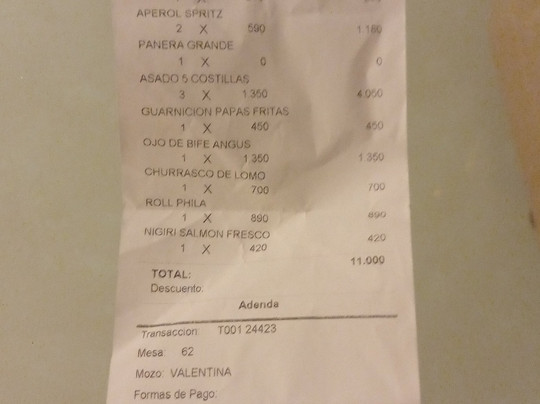 APEROL SPRITZ
2 X 590 1.180
PANERA GRANDE
1 X 0 0
ASADO 5 COSTILLAS
3 X 1.350 4.050
GUARNICION PAPAS FRITAS
1 X 450 450
OJO DE BIFE ANGUS
1 X 1.350 1.350
CHURRASCO DE LOMO
1 X 700 700
ROLL PHILA
1 X 890 890
NIGIRI SALMON FRESCO
1 X 420 420
TOTAL: 11.000
Descuento:
Adenda
Transaccion: T001 24423
Mesa: 62
Mozo: VALENTINA
Formas de Pago: